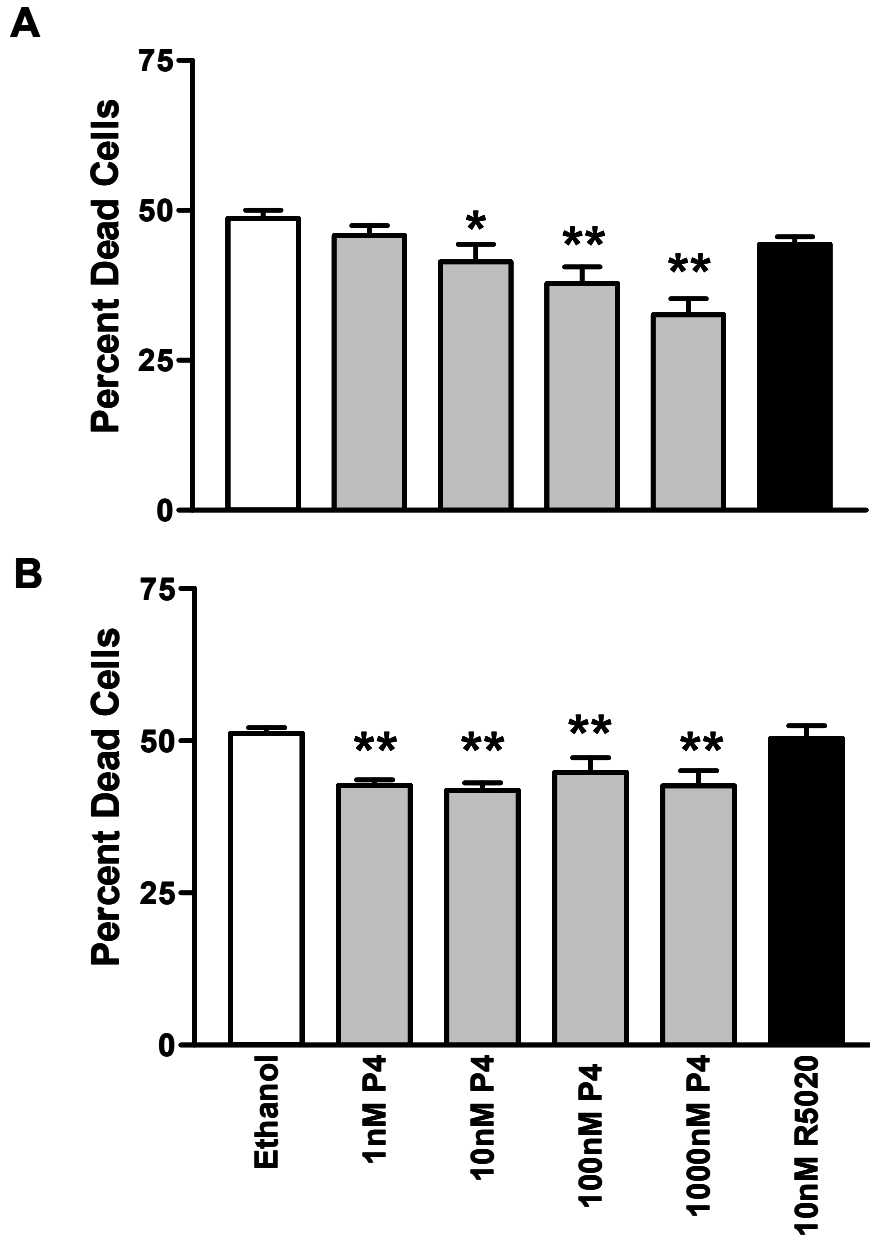 A
Percent Dead Cells
75
50
25
0
*
**
**
B
Percent Dead Cells
75
50
25
0
**
**
**
**
Ethanol
1nM P4
10nM P4
100nM P4
1000nM P4
10nM R5020